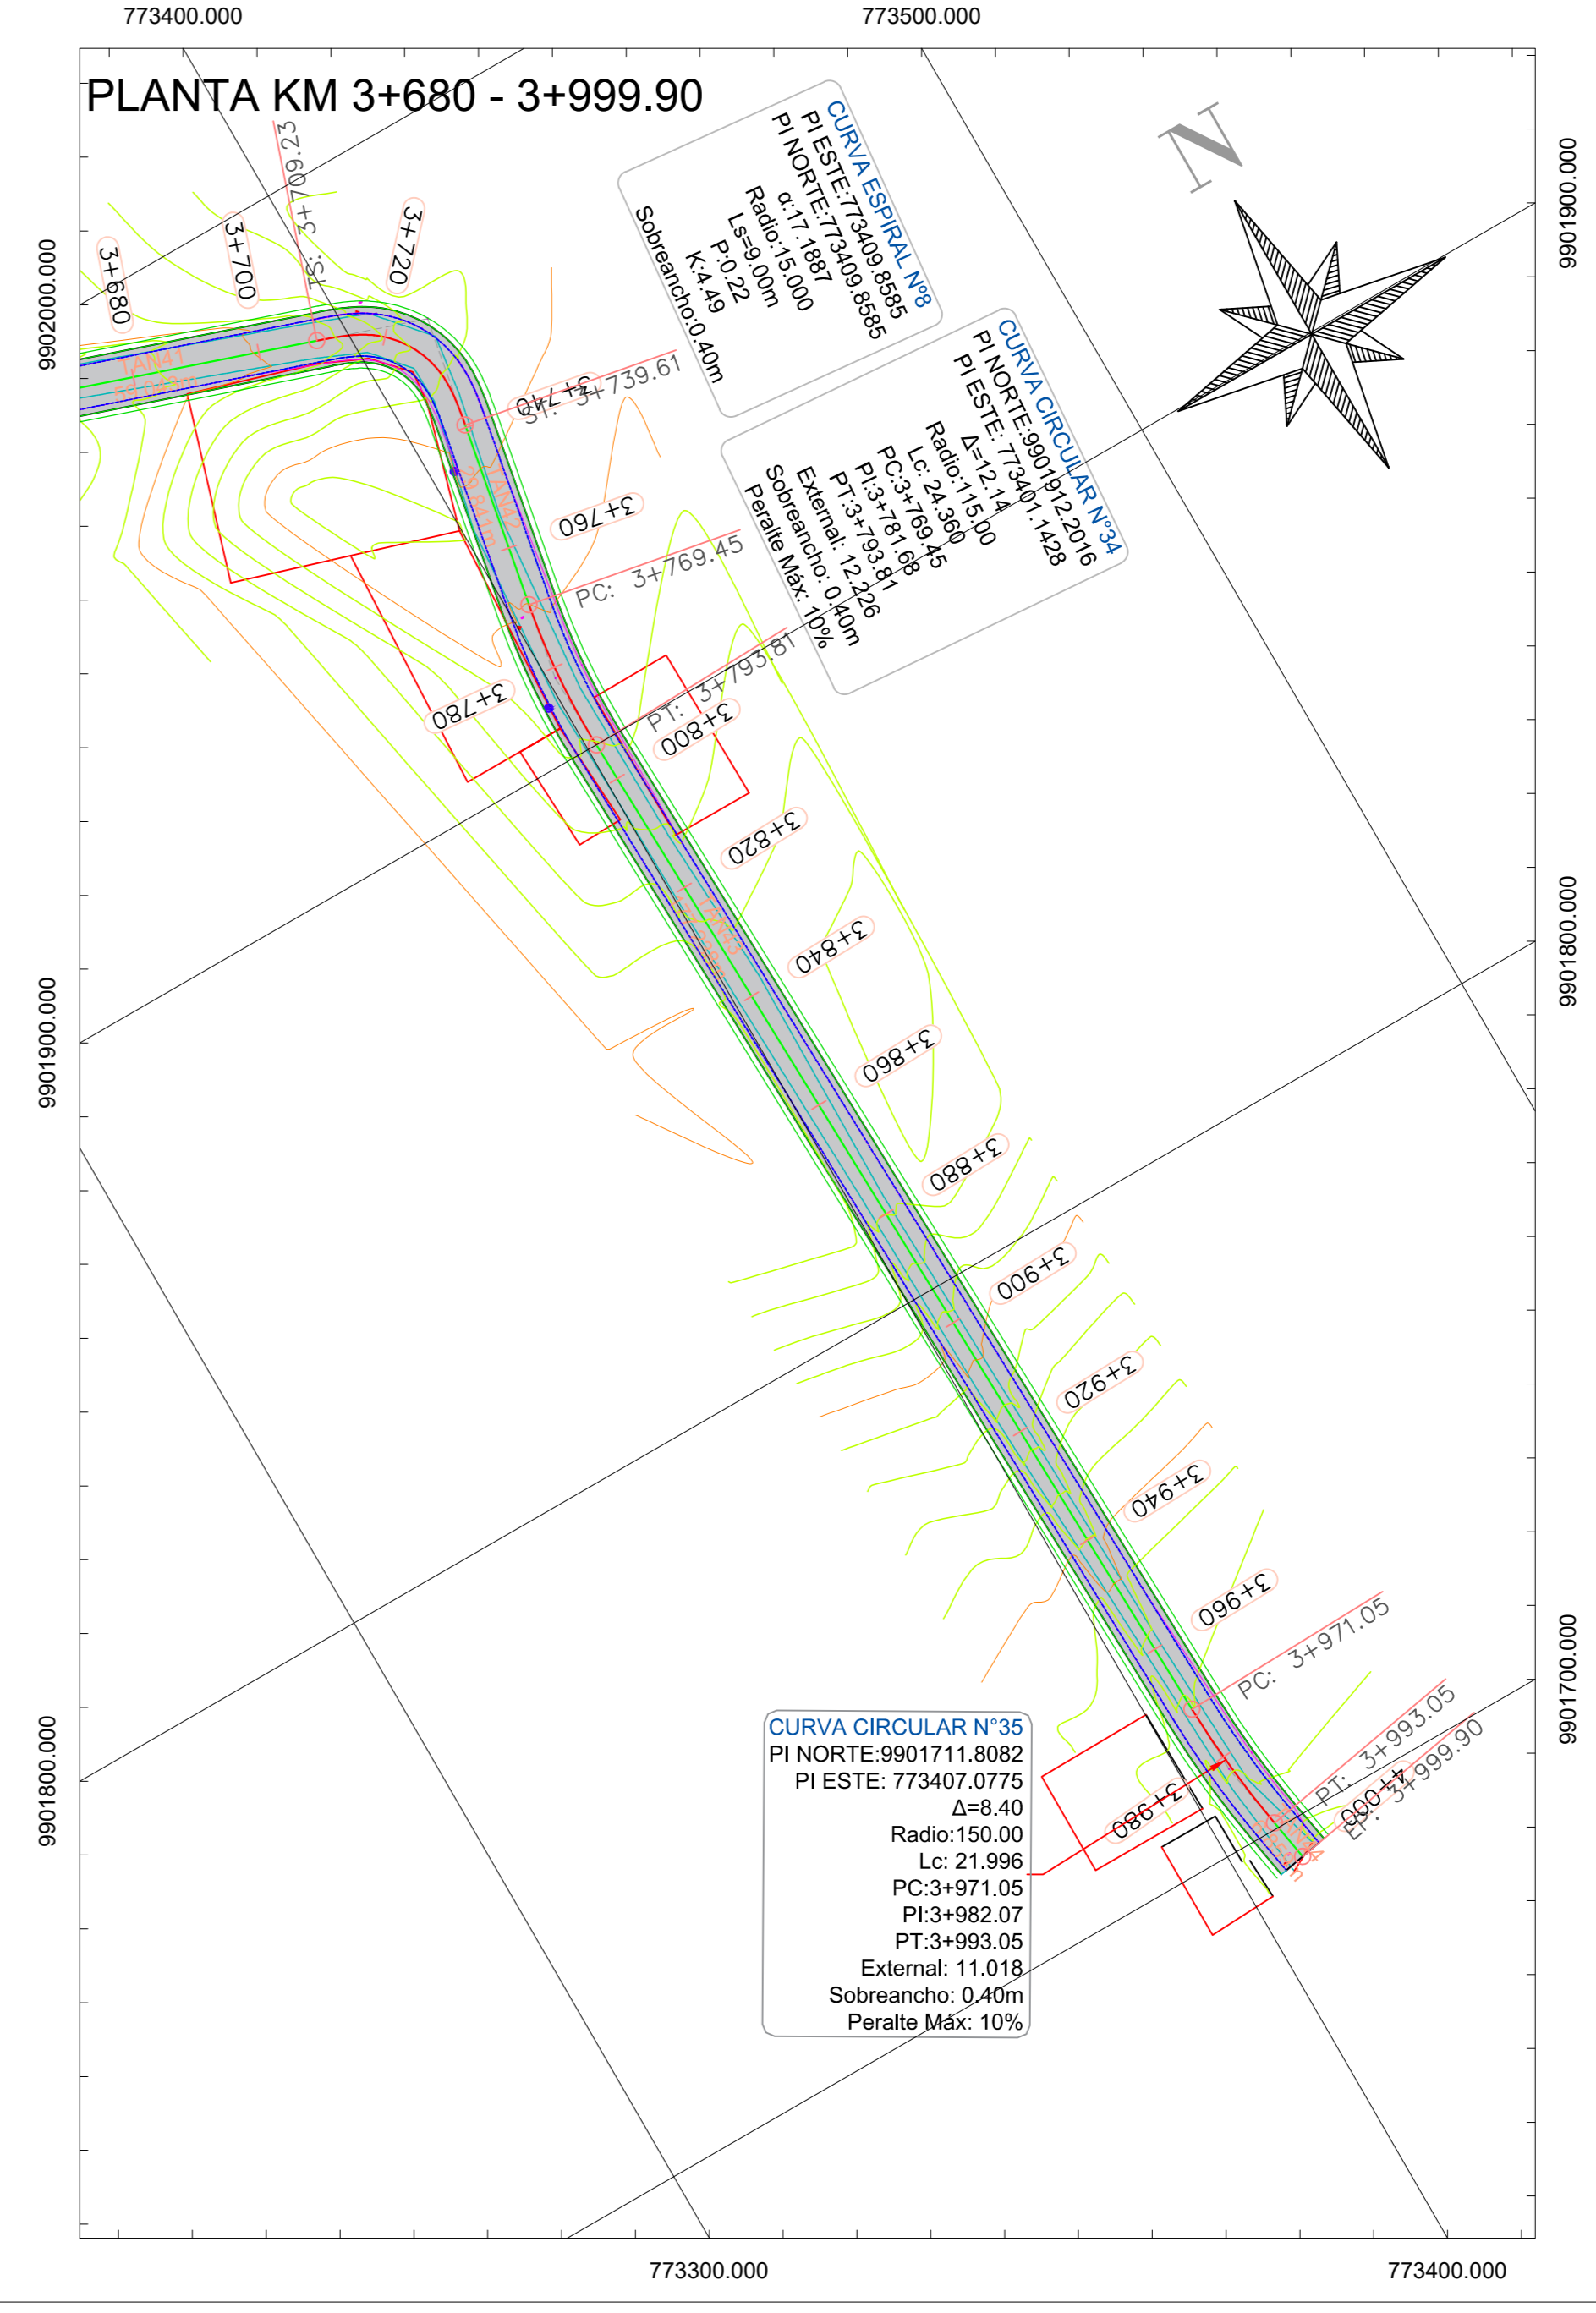 773400.000
773500.000
PLANTA KM 3+680 - 3+999.90
N
9901900.000
9902000.000
3+680
3+700
TS: 3+709.23
3+720
CURVA ESPIRAL Nº8
PI ESTE:773409.8585
PI NORTE:773409.8585
α:17.1887
Radio:15.000
Ls=9.00m
P:0.22
K:4.49
Sobreancho:0.40m
CURVA CIRCULAR N°34
PI NORTE:9901912.2016
PI ESTE: 773401.1428
Δ=12.14
Radio:115.00
Lc: 24.360
PC:3+769.45
PI:3+781.68
PT:3+793.81
External: 12.226
Sobreancho: 0.40m
Peralte Máx: 10%
TAN41
3+740
ST: 3+739.61
TAN42
29.841m
3+760
PC: 3+769.45
3+780
PT: 3+793.81
3+800
3+820
TAN43
3+840
9901800.000
9901900.000
3+860
3+880
3+900
3+920
3+940
3+960
PC: 3+971.05
9901700.000
PT: 3+993.05
4+000
EP: 3+999.90
3+980
9901800.000
CURVA CIRCULAR N°35
PI NORTE:9901711.8082
PI ESTE: 773407.0775
Δ=8.40
Radio:150.00
Lc: 21.996
PC:3+971.05
PI:3+982.07
PT:3+993.05
External: 11.018
Sobreancho: 0.40m
Peralte Máx: 10%
773300.000
773400.000